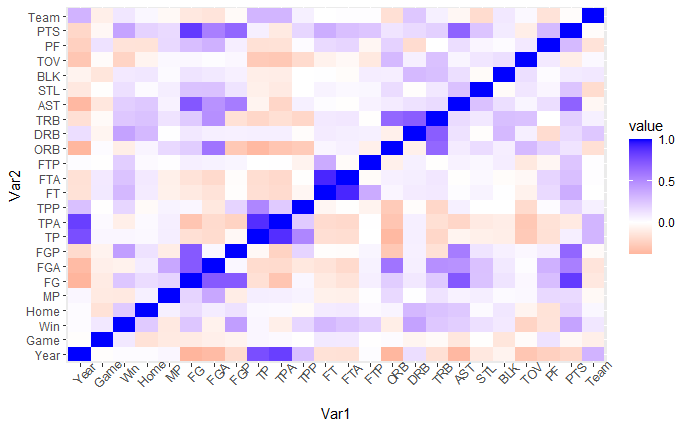 Team
PTS
PF
TOV
BLK
STL
AST
TRB
DRB
ORB
FTP
FTA
FT
TPP
TPA
TP
FGP
FGA
FG
MP
Home
Win
Game
Year
Var2
Year Game Win Home MP FG FGA FGP TP TPA TPP FT FTA FTP ORB DRB TRB AST STL BLK TOV PF PTS Team
Var1
value
1.0
0.5
0.0